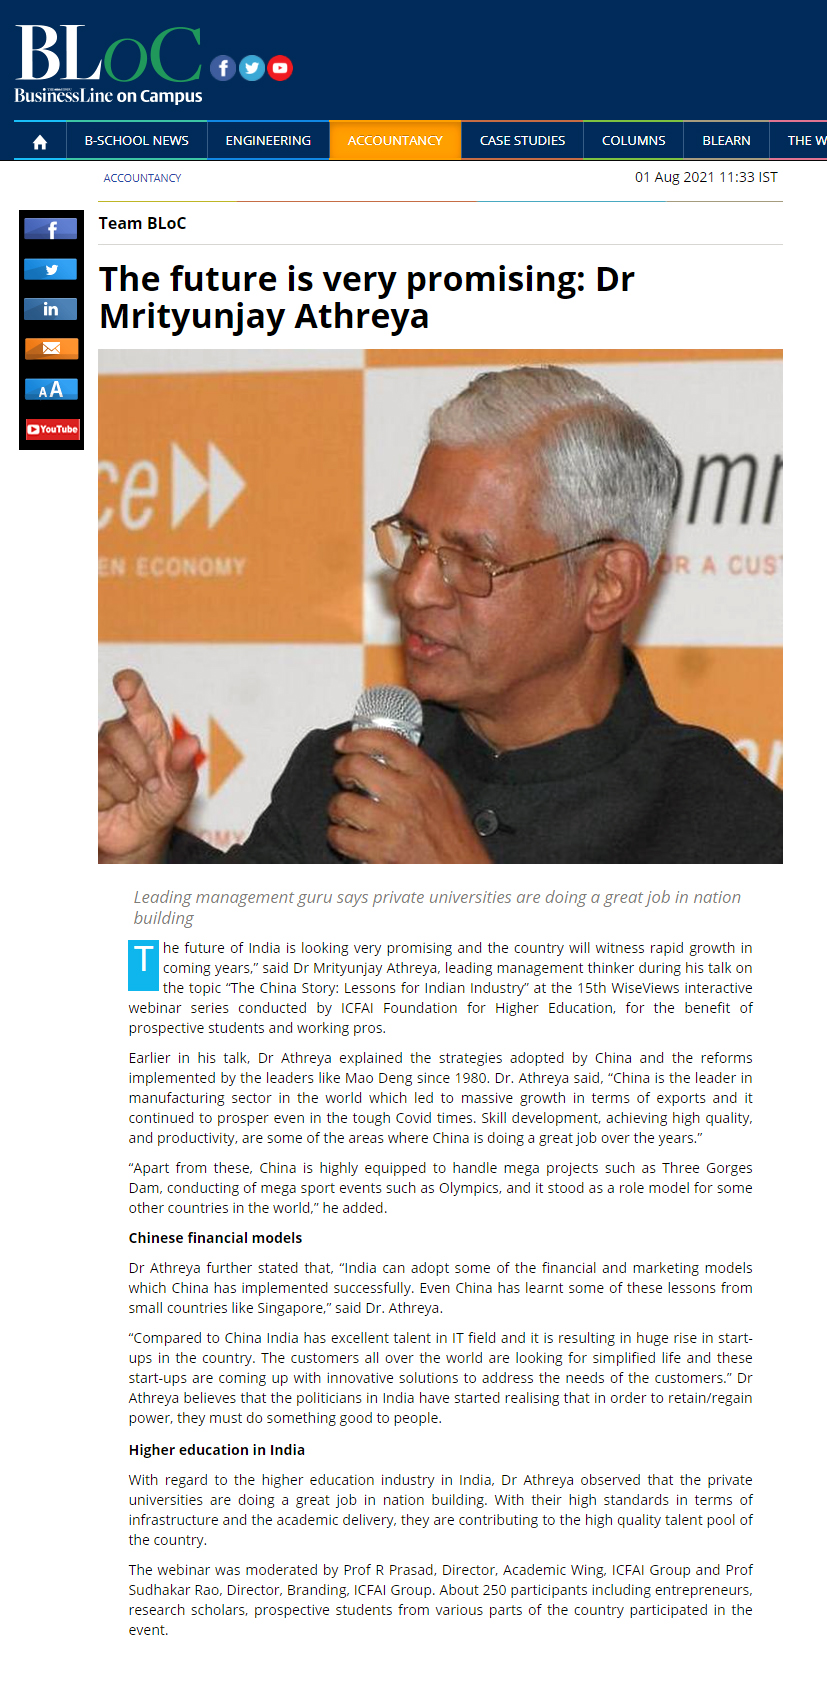 BLoC
BusinessLine on Campus
B-SCHOOL NEWS ENGINEERING ACCOUNTANCY CASE STUDIES COLUMNS BLEARN THE W
ACCOUNTANCY 01 Aug 2021 11:33 IST
Team BLoC
The future is very promising: Dr
Mrityunjay Athreya
in
AA
YouTube
ce
EN ECONOMY
omm
OR A CUS
OMY
Leading management guru says private universities are doing a great job in nation
building
The future of India is looking very promising and the country will witness rapid growth in
coming years,” said Dr Mrityunjay Athreya, leading management thinker during his talk on
the topic “The China Story: Lessons for Indian Industry” at the 15th WiseViews interactive
webinar series conducted by ICFAI Foundation for Higher Education, for the benefit of
prospective students and working pros.
Earlier in his talk, Dr Athreya explained the strategies adopted by China and the reforms
implemented by the leaders like Mao Deng since 1980. Dr. Athreya said, “China is the leader in
manufacturing sector in the world which led to massive growth in terms of exports and it
continued to prosper even in the tough Covid times. Skill development, achieving high quality,
and productivity, are some of the areas where China is doing a great job over the years.”
“Apart from these, China is highly equipped to handle mega projects such as Three Gorges
Dam, conducting of mega sport events such as Olympics, and it stood as a role model for some
other countries in the world,” he added.
Chinese financial models
Dr Athreya further stated that, “India can adopt some of the financial and marketing models
which China has implemented successfully. Even China has learnt some of these lessons from
small countries like Singapore,” said Dr. Athreya.
“Compared to China India has excellent talent in IT field and it is resulting in huge rise in start-
ups in the country. The customers all over the world are looking for simplified life and these
start-ups are coming up with innovative solutions to address the needs of the customers.” Dr
Athreya believes that the politicians in India have started realising that in order to retain/regain
power, they must do something good to people.
Higher education in India
With regard to the higher education industry in India, Dr Athreya observed that the private
universities are doing a great job in nation building. With their high standards in terms of
infrastructure and the academic delivery, they are contributing to the high quality talent pool of
the country.
The webinar was moderated by Prof R Prasad, Director, Academic Wing, ICFAI Group and Prof
Sudhakar Rao, Director, Branding, ICFAI Group. About 250 participants including entrepreneurs,
research scholars, prospective students from various parts of the country participated in the
event.